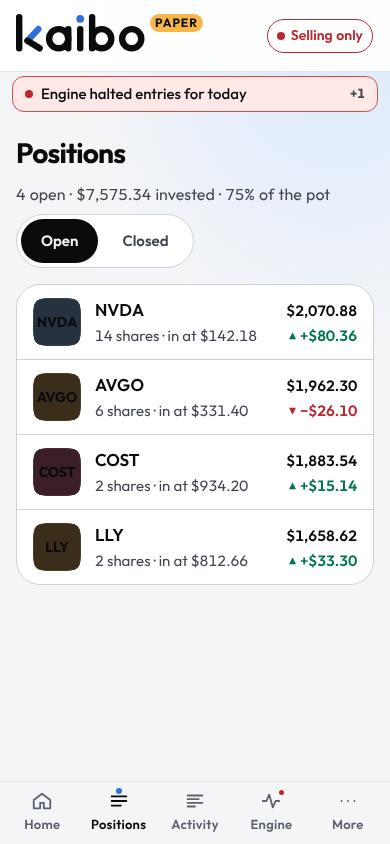 kaibo PAPER
Selling only
Engine halted entries for today +1
Positions
4 open · $7,575.34 invested · 75% of the pot
Open Closed
NVDA NVDA $2,070.88
14 shares · in at $142.18 ▲ +$80.36
AVGO AVGO $1,962.30
6 shares · in at $331.40 ▼ −$26.10
COST COST $1,883.54
2 shares · in at $934.20 ▲ +$15.14
LLY LLY $1,658.62
2 shares · in at $812.66 ▲ +$33.30
Home Positions Activity Engine More